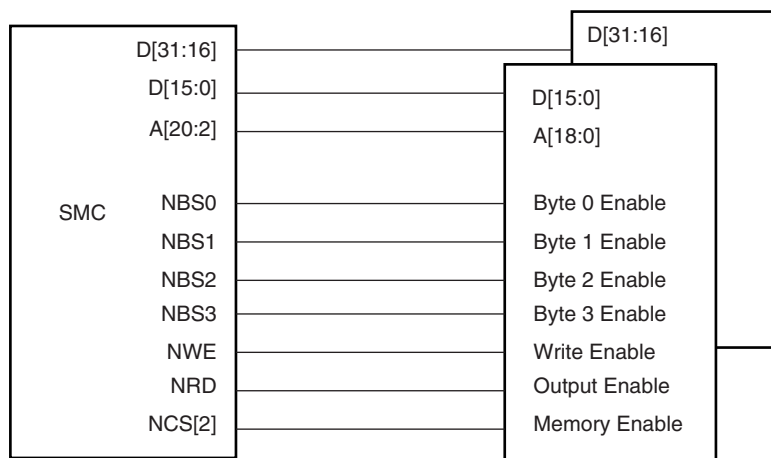 D[31:16] D[31:16]
D[15:0] D[15:0]
A[20:2] A[18:0]
SMC NBS0 Byte 0 Enable
NBS1 Byte 1 Enable
NBS2 Byte 2 Enable
NBS3 Byte 3 Enable
NWE Write Enable
NRD Output Enable
NCS[2] Memory Enable